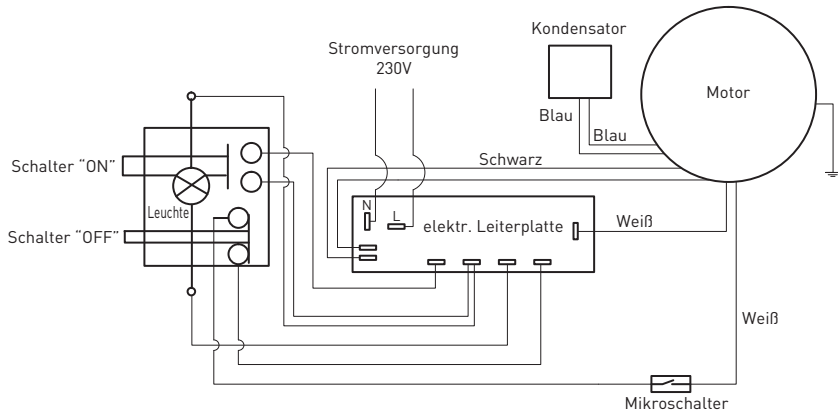 Kondensator
Stromversorgung
230V
Motor
Blau
Blau
Schwarz
Schalter “ON”
Leuchte
Schalter “OFF”
N
L
elektr. Leiterplatte
Weiß
Weiß
Mikroschalter